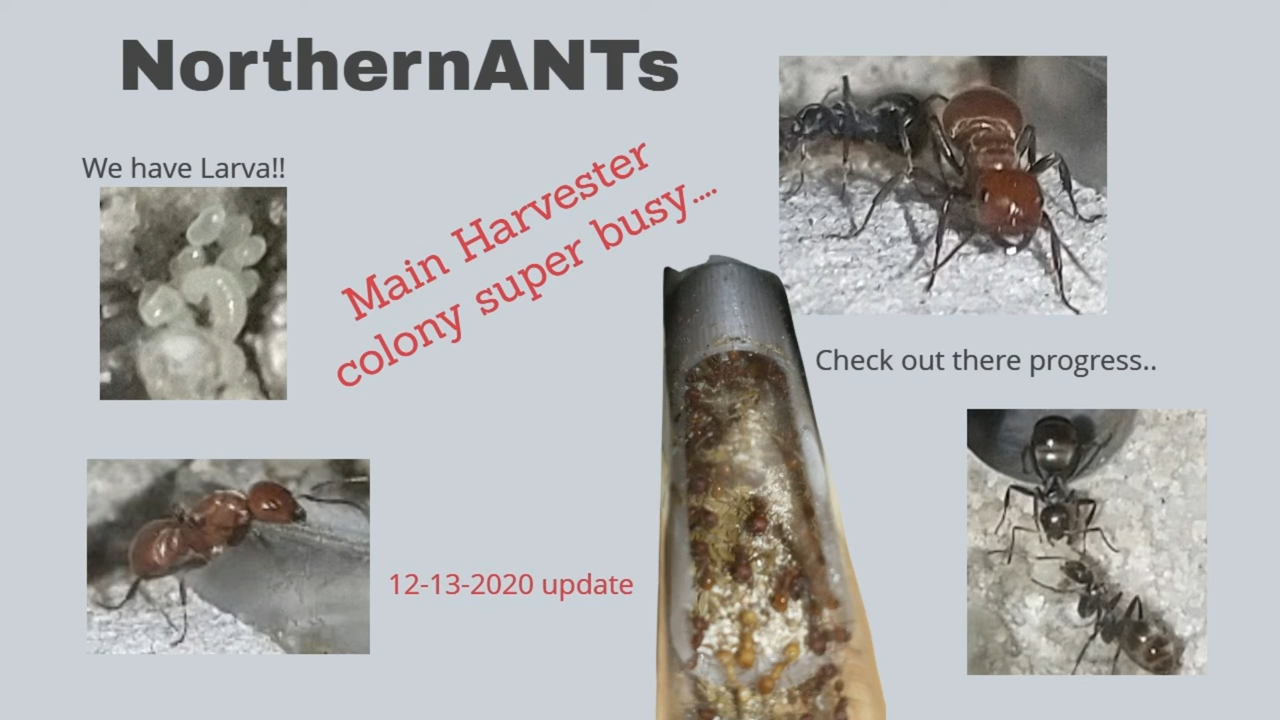 NorthernANTs
We have Larva!!
Main Harvester
colony super busy....
Check out there progress..
12-13-2020 update